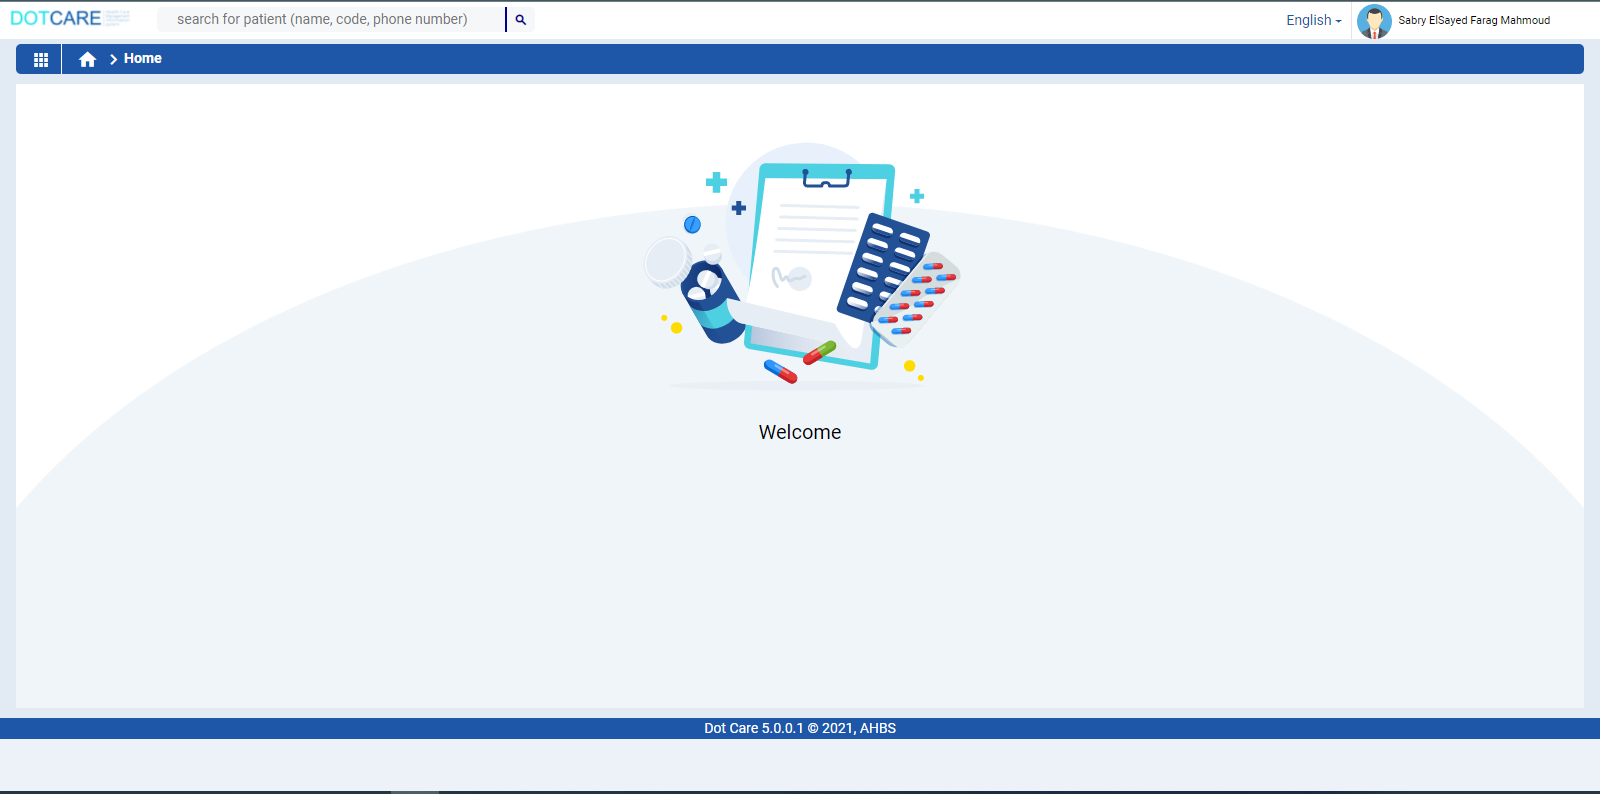 DOTCARE
search for patient (name, code, phone number)
English
Sabry ElSayed Farag Mahmoud
Home
Welcome
Dot Care 5.0.0.1 © 2021, AHBS